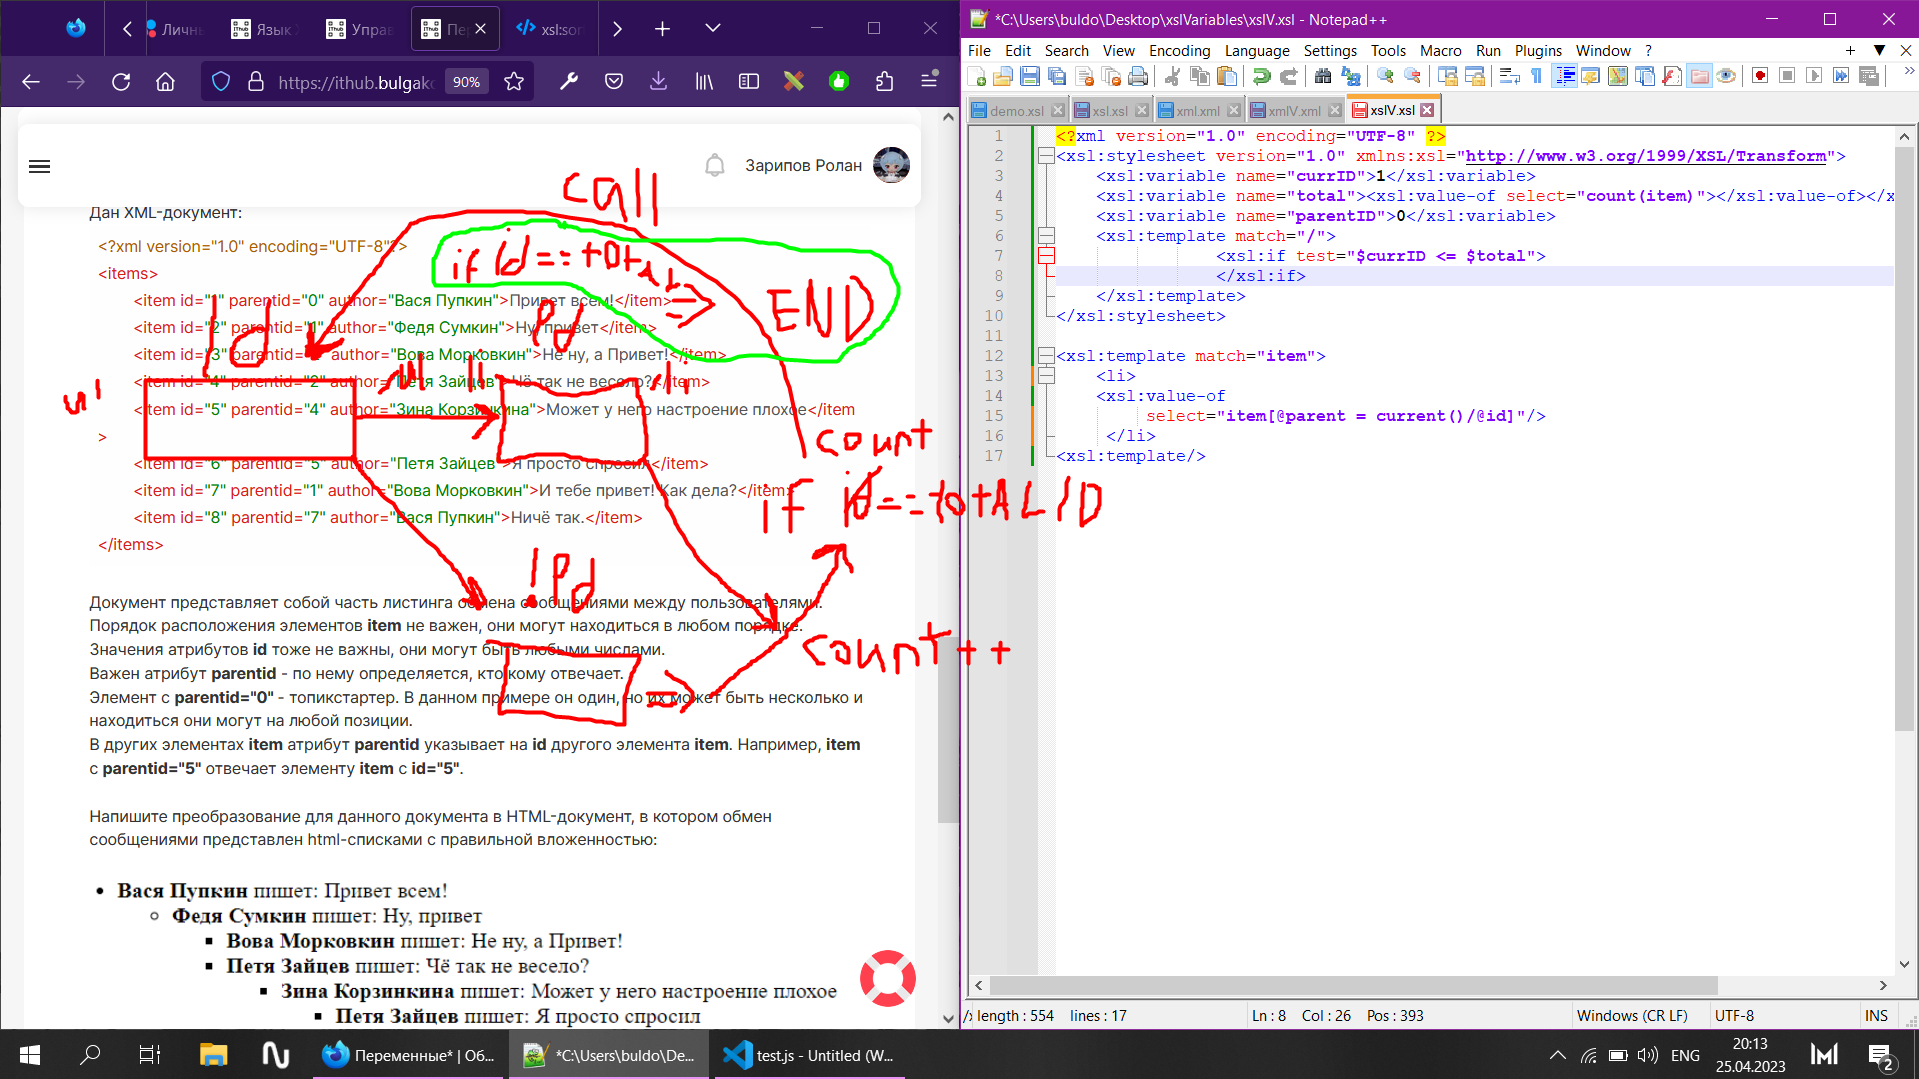 Личны
Язык
Управ
Пер
xsl:sor
https://ithub.bulgako
90%
Зарипов Ролан
Дан XML-документ:
<?xml version="1.0" encoding="UTF-8"?>
<items>
<item id="1" parentid="0" author="Вася Пупкин">Привет всем!</item>
<item id="2" parentid="1" author="Федя Сумкин">Ну, привет</item>
<item id="3" parentid= author="Вова Морковкин">Не ну, а Привет!</item>
<item id="4" parentid="2" author="Петя Зайцев">Чё так не весело?</item>
<item id="5" parentid="4" author="Зина Корзинкина">Может у него настроение плохое</item
>
<item id="6" parentid="5" author="Петя Зайцев">Я просто спросил</item>
<item id="7" parentid="1" author="Вова Морковкин">И тебе привет! Как дела?</item>
<item id="8" parentid="7" author="Вася Пупкин">Ничё так.</item>
</items>
call
if id == total
=>
END
Id
Pd
count
if id == totAL ID
!Pd
count++
=>
Документ представляет собой часть листинга обмена сообщениями между пользователями.
Порядок расположения элементов item не важен, они могут находиться в любом порядке.
Значения атрибутов id тоже не важны, они могут быть любыми числами.
Важен атрибут parentid - по нему определяется, кто кому отвечает.
Элемент с parentid="0" - топикстартер. В данном примере он один, но их может быть несколько и
находиться они могут на любой позиции.
В других элементах item атрибут parentid указывает на id другого элемента item. Например, item
с parentid="5" отвечает элементу item с id="5".
Напишите преобразование для данного документа в HTML-документ, в котором обмен
сообщениями представлен html-списками с правильной вложенностью:
• Вася Пупкин пишет: Привет всем!
Федя Сумкин пишет: Ну, привет
Вова Морковкин пишет: Не ну, а Привет!
Петя Зайцев пишет: Чё так не весело?
Зина Корзинкина пишет: Может у него настроение плохое
Петя Зайцев пишет: Я просто спросил
*C:\Users\buldo\Desktop\xslVariables\xslV.xsl - Notepad++
File Edit Search View Encoding Language Settings Tools Macro Run Plugins Window ?
demo.xsl xsl.xsl xml.xml xmlV.xml xslV.xsl
1 <?xml version="1.0" encoding="UTF-8" ?>
2 <xsl:stylesheet version="1.0" xmlns:xsl="http://www.w3.org/1999/XSL/Transform">
3 <xsl:variable name="currID">1</xsl:variable>
4 <xsl:variable name="total"><xsl:value-of select="count(item)"></xsl:value-of></x
5 <xsl:variable name="parentID">0</xsl:variable>
6 <xsl:template match="/">
7 <xsl:if test="$currID <= $total">
8 </xsl:if>
9 </xsl:template>
10 </xsl:stylesheet>
11
12 <xsl:template match="item">
13 <li>
14 <xsl:value-of
15 select="item[@parent = current()/@id]"/>
16 </li>
17 <xsl:template/>
length : 554 lines : 17 Ln : 8 Col : 26 Pos : 393 Windows (CR LF) UTF-8 INS
Переменные* | Об...
*C:\Users\buldo\De...
test.js - Untitled (W...
ENG
20:13
25.04.2023
2